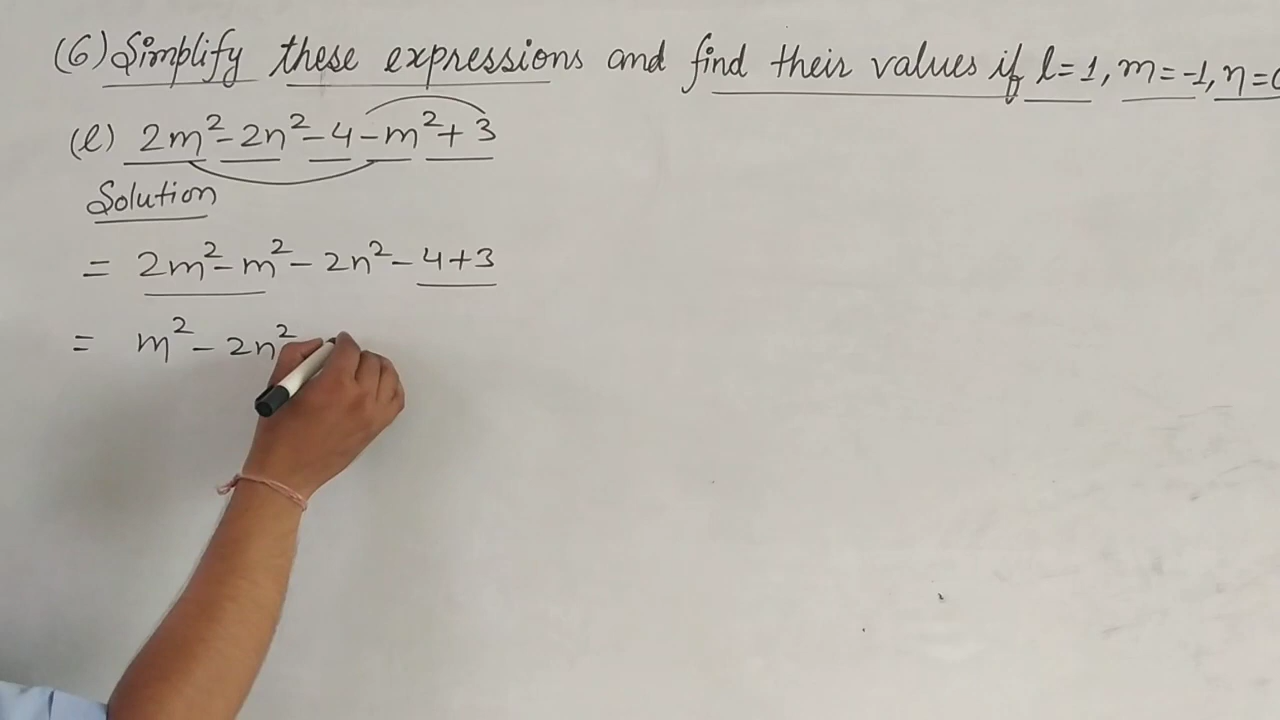 (6) Simplify these expressions and find their values if l=1, m=-1, n=0
(l) 2m²-2n²-4-m²+3
Solution
= 2m²-m²-2n²-4+3
= m²-2n²